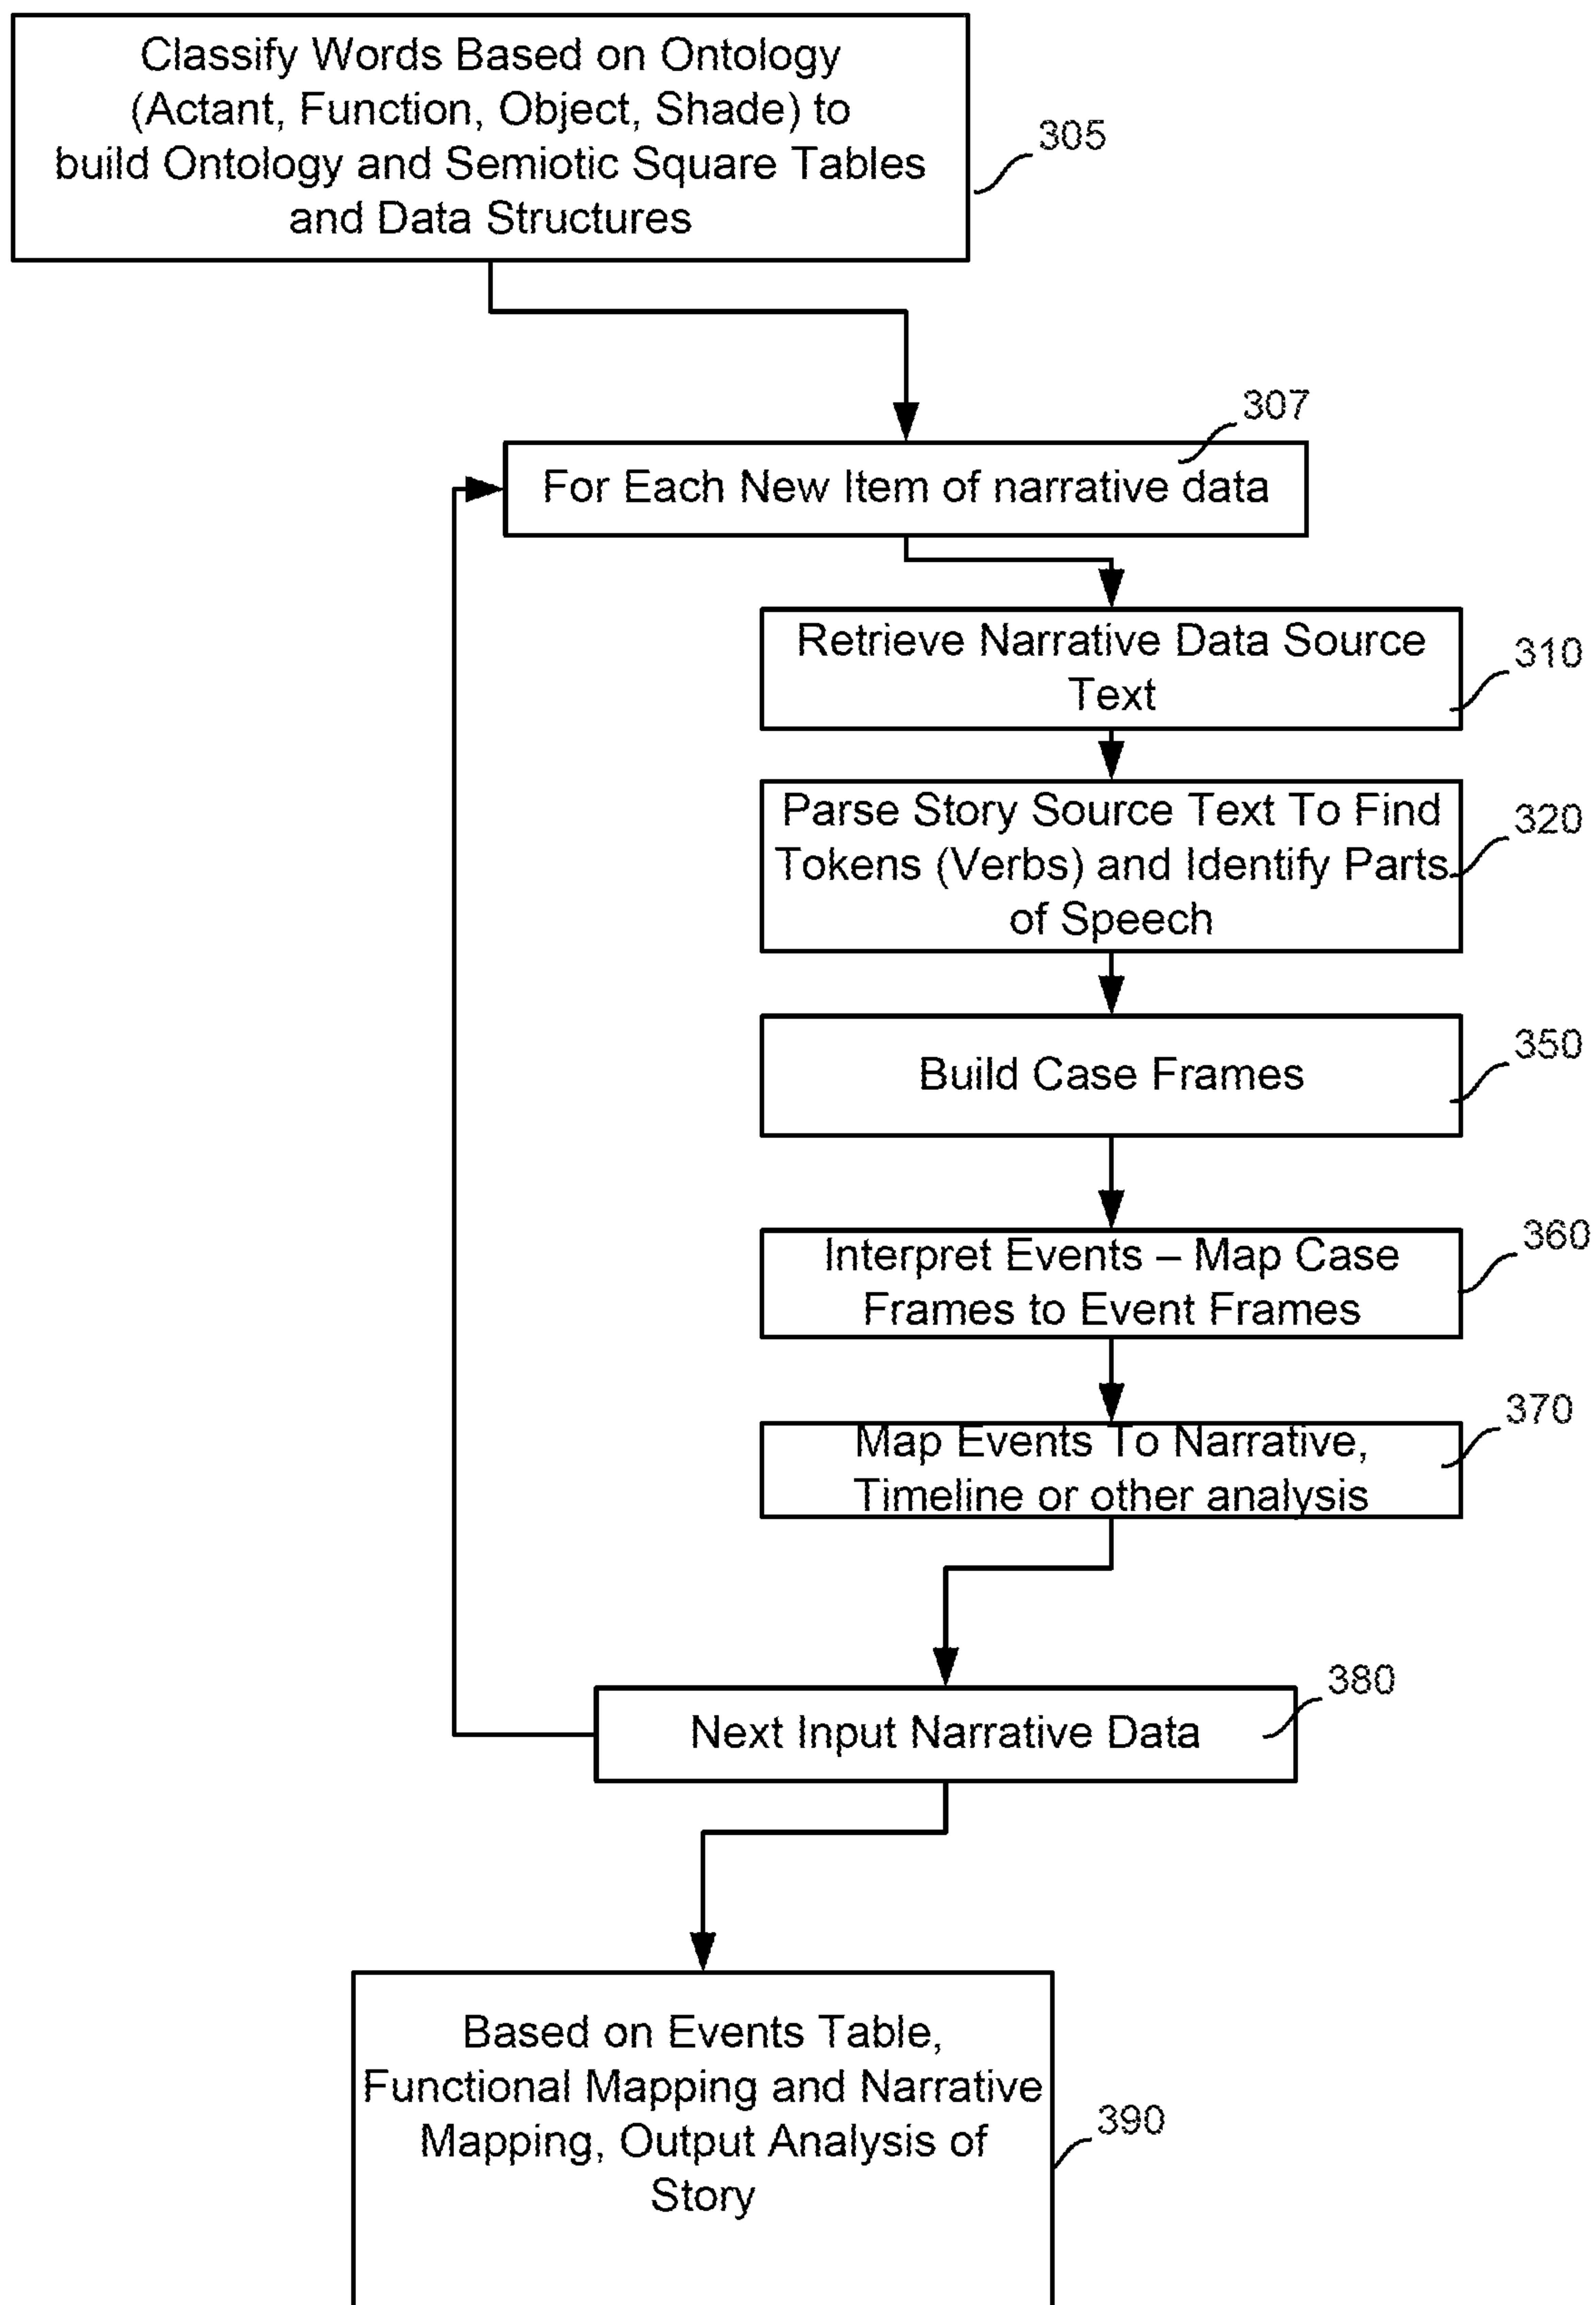 Classify Words Based on Ontology
(Actant, Function, Object, Shade) to
build Ontology and Semiotic Square Tables
and Data Structures
305
307
For Each New Item of narrative data
Retrieve Narrative Data Source
Text
310
Parse Story Source Text To Find
Tokens (Verbs) and Identify Parts
of Speech
320
Build Case Frames
350
Interpret Events – Map Case
Frames to Event Frames
360
Map Events To Narrative,
Timeline or other analysis
370
Next Input Narrative Data
380
Based on Events Table,
Functional Mapping and Narrative
Mapping, Output Analysis of
Story
390